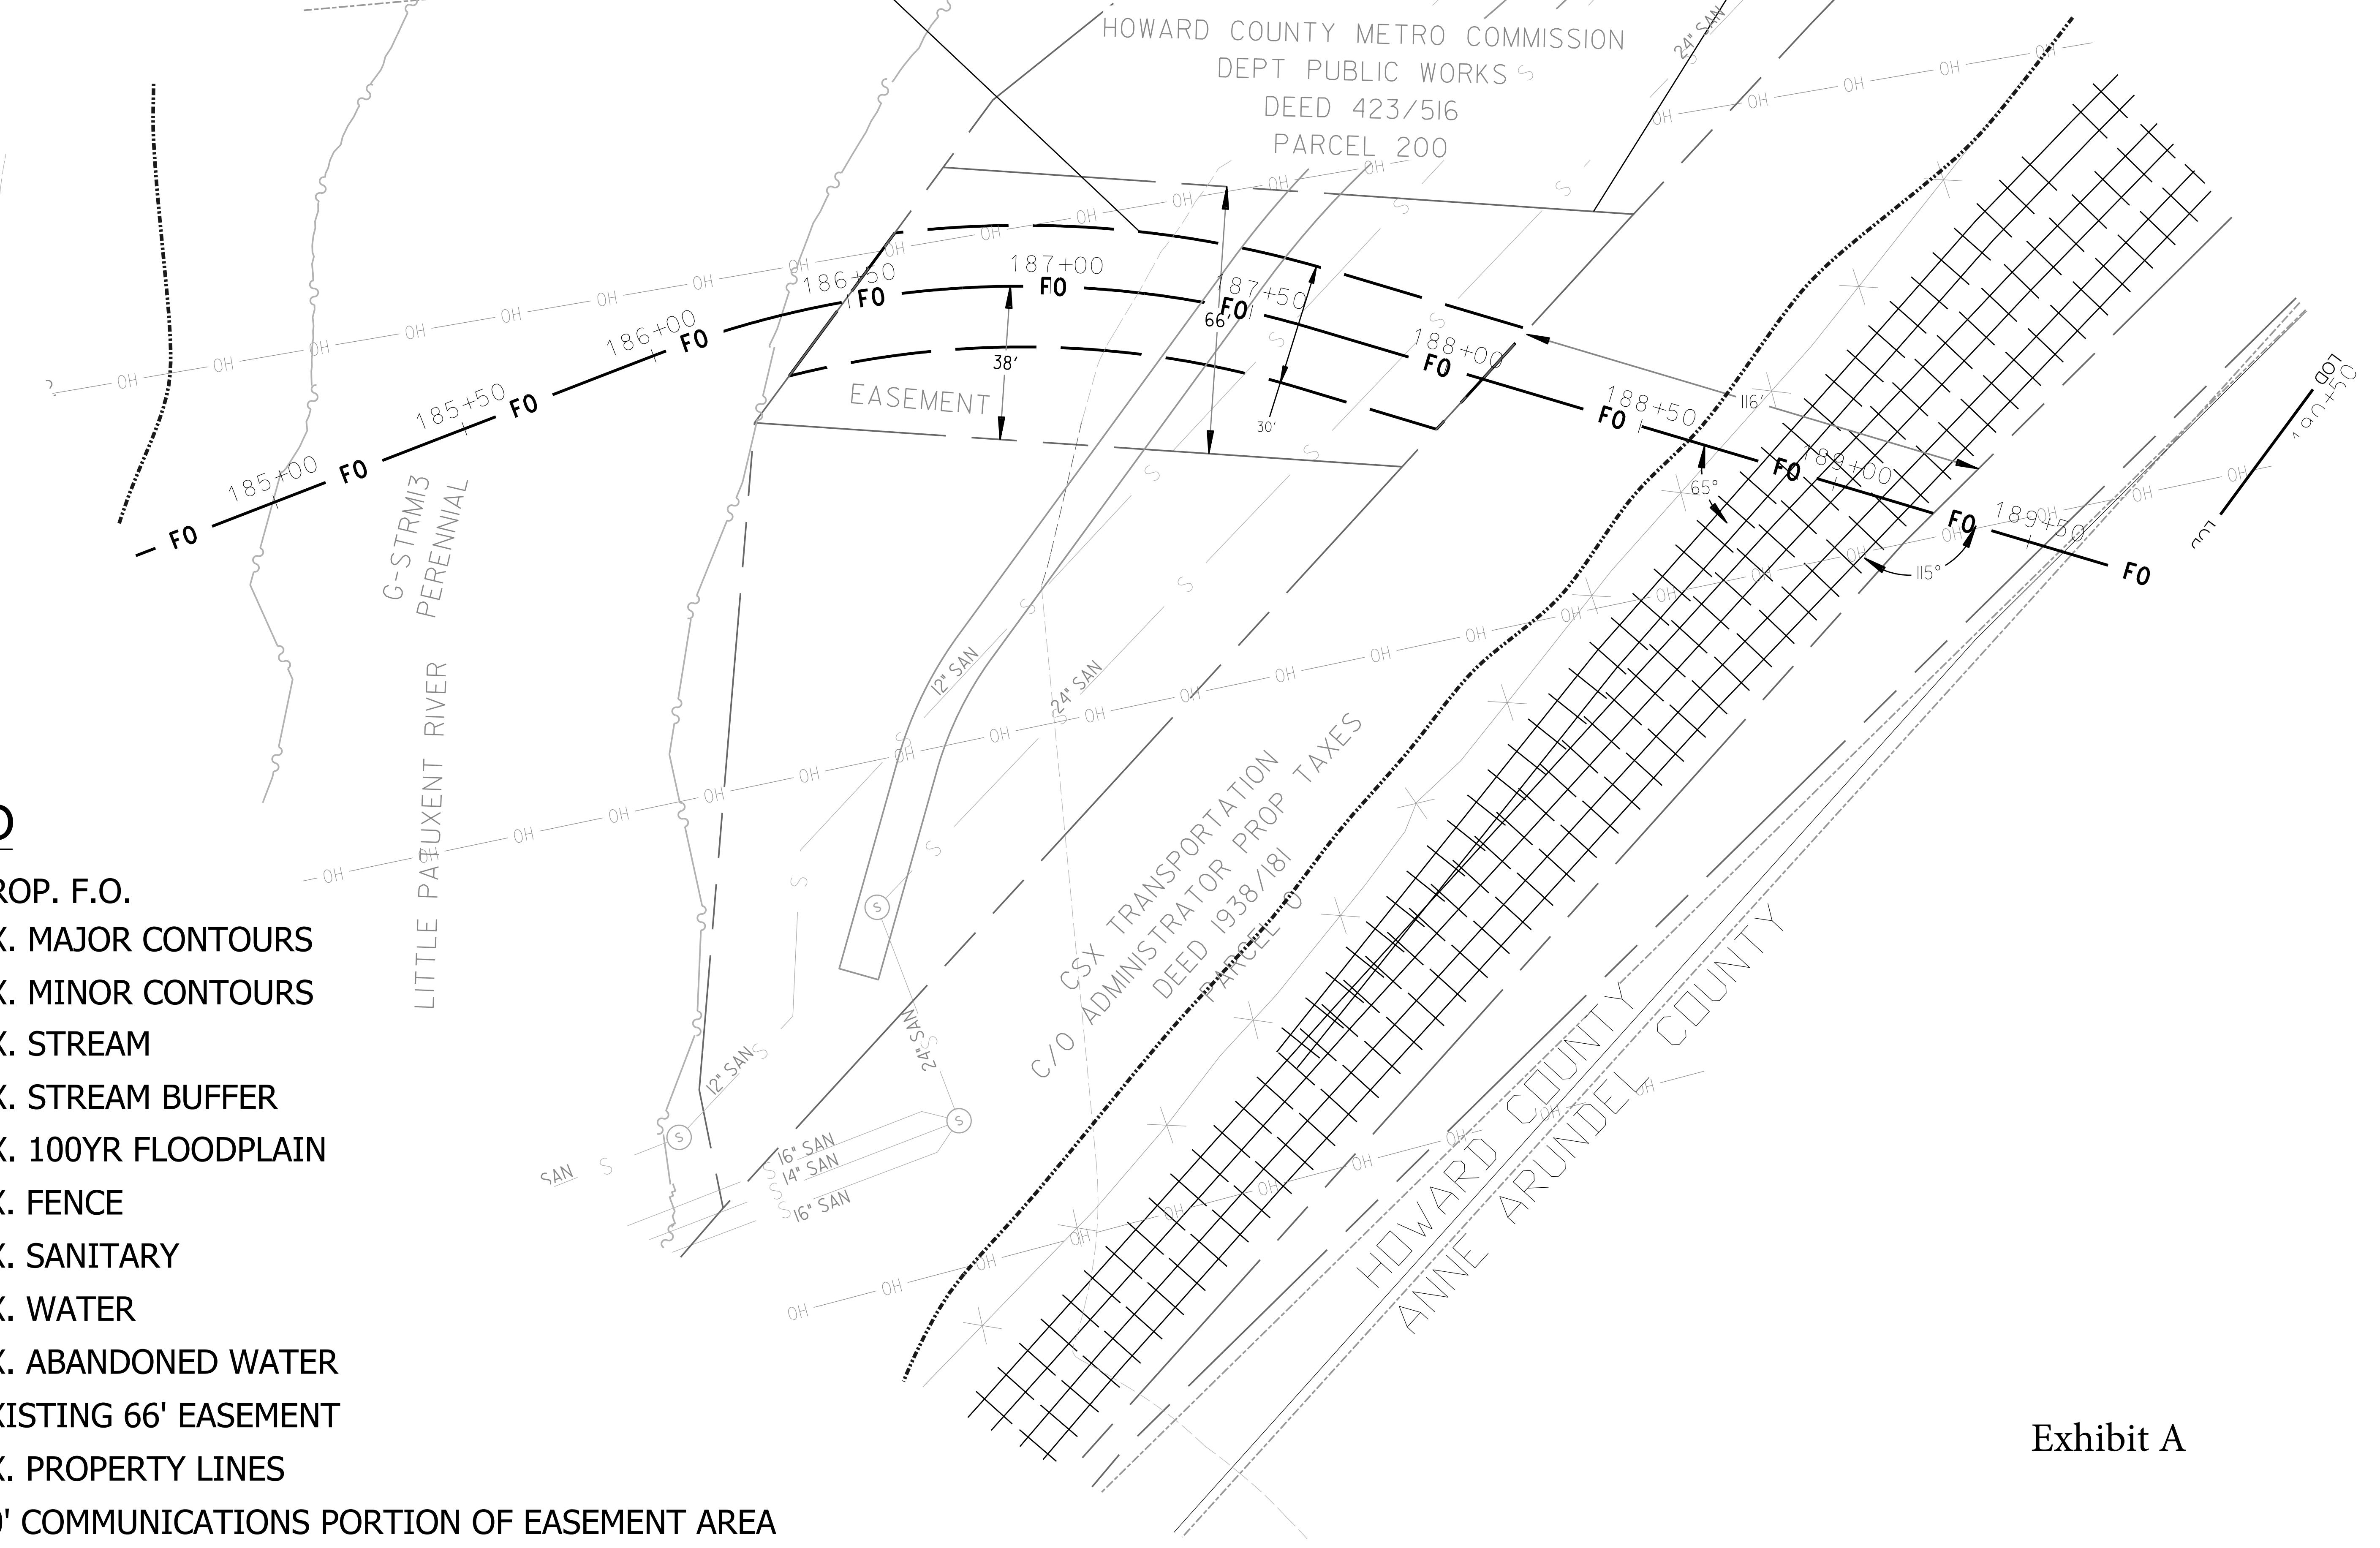 HOWARD COUNTY METRO COMMISSION
DEPT PUBLIC WORKS
DEED 423/516
PARCEL 200
24" SAN
185+00
185+50
186+00
186+50
187+00
187+50
188+00
188+50
189+00
189+50
190+50
FO
FO
FO
FO
FO
FO
FO
FO
FO
FO
FO
FO
38'
66'
30'
116'
65°
115°
LOD
EASEMENT
G-STRM13
PERENNIAL
LITTLE PATUXENT RIVER
12" SAN
24" SAN
CSX TRANSPORTATION
C/O ADMINISTRATOR PROP TAXES
DEED 1938/181
PARCEL 0
24" SAN
12" SAN
SAN
16" SAN
14" SAN
16" SAN
HOWARD COUNTY
ANNE ARUNDEL COUNTY
D
ROP. F.O.
X. MAJOR CONTOURS
X. MINOR CONTOURS
X. STREAM
X. STREAM BUFFER
X. 100YR FLOODPLAIN
X. FENCE
X. SANITARY
X. WATER
X. ABANDONED WATER
XISTING 66' EASEMENT
X. PROPERTY LINES
0' COMMUNICATIONS PORTION OF EASEMENT AREA
Exhibit A